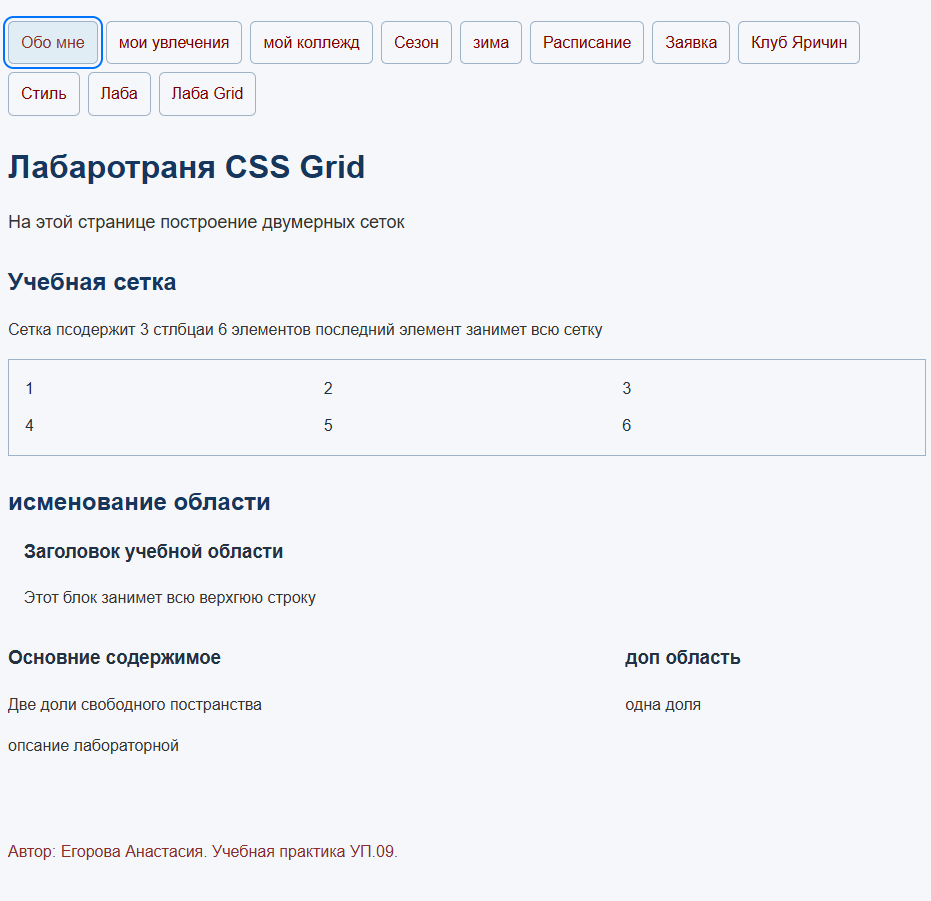 Обо мне мои увлечения мой коллежд Сезон зима Расписание Заявка Клуб Яричин
Стиль Лаба Лаба Grid
Лабаротраня CSS Grid
На этой странице построение двумерных сеток
Учебная сетка
Сетка псодержит 3 стлбцаи 6 элементов последний элемент занимет всю сетку
1 2 3
4 5 6
исменование области
Заголовок учебной области
Этот блок занимет всю верхгюю строку
Основние содержимое доп область
Две доли свободного постранства одна доля
опсание лабораторной
Автор: Егорова Анастасия. Учебная практика УП.09.